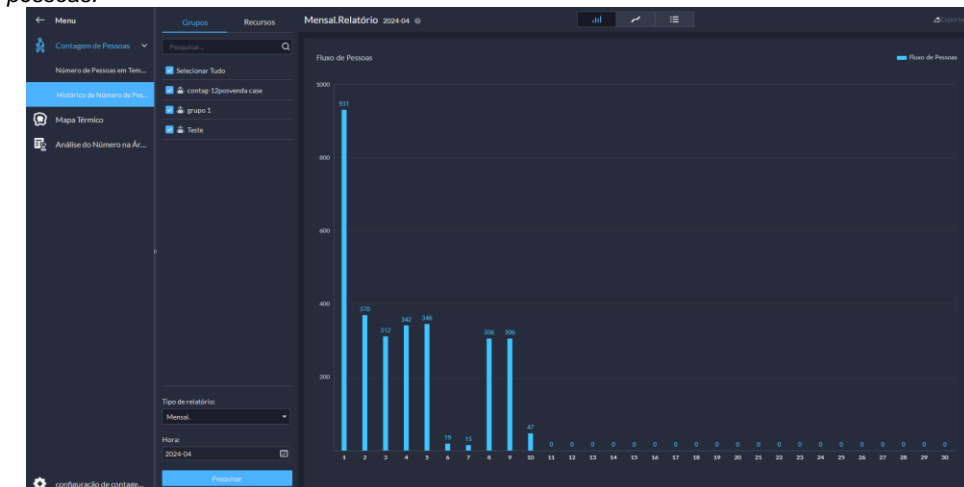 pessoas.
Menu
Contagem de Pessoas
Número de Pessoas em Tem...
Histórico de Número de Pes...
Mapa Térmico
Análise do Número na Ár...
configuração de contage...
Grupos Recursos
Pesquisar...
Selecionar Tudo
contag-12posvenda case
grupo 1
Teste
Tipo de relatório:
Mensal.
Hora:
2024-04
Pesquisar
Mensal.Relatório 2024-04
Exporta
Fluxo de Pessoas
Fluxo de Pessoas
1000
800
600
400
200
931 370 312 342 346 19 15 306 306 47 0 0 0 0 0 0 0 0 0 0 0 0 0 0 0 0 0 0 0 0
1 2 3 4 5 6 7 8 9 10 11 12 13 14 15 16 17 18 19 20 21 22 23 24 25 26 27 28 29 30